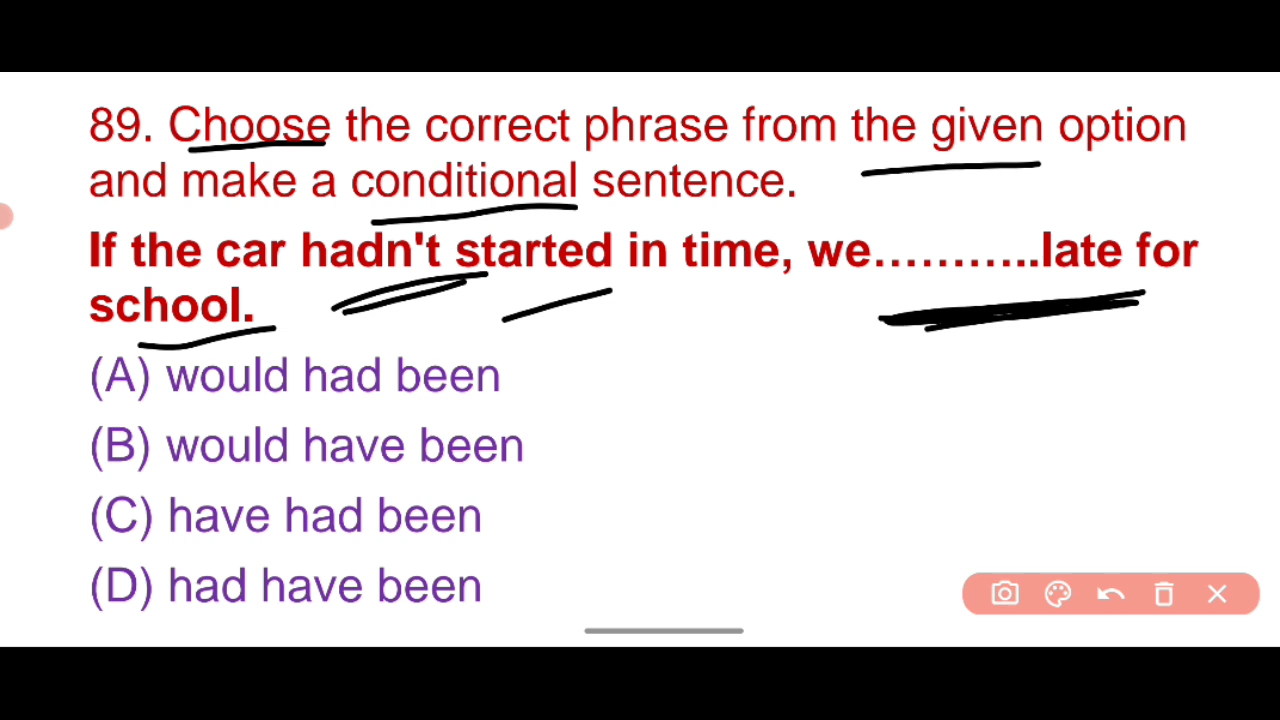 89. Choose the correct phrase from the given option
and make a conditional sentence.
If the car hadn't started in time, we………..late for
school.
(A) would had been
(B) would have been
(C) have had been
(D) had have been